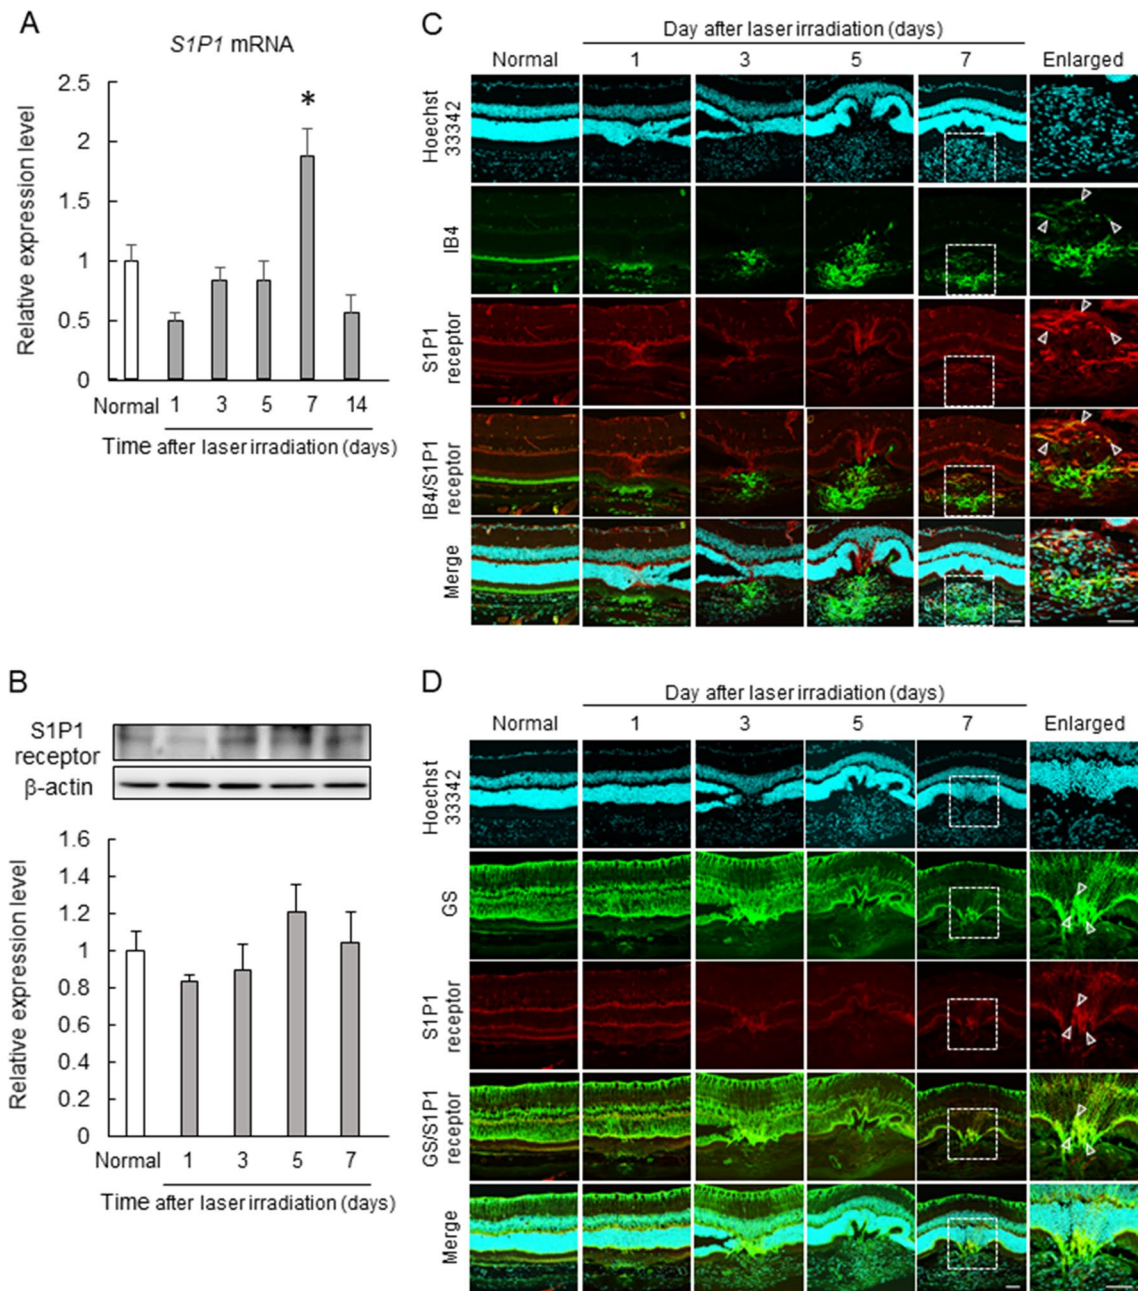 A
S1P1 mRNA
Relative expression level
2.5
2
1.5
1
0.5
0
*
Normal 1 3 5 7 14
Time after laser irradiation (days)
B
S1P1
receptor
β-actin
Relative expression level
1.6
1.4
1.2
1
0.8
0.6
0.4
0.2
0
Normal 1 3 5 7
Time after laser irradiation (days)
C
Day after laser irradiation (days)
Normal 1 3 5 7 Enlarged
Hoechst
33342
IB4
S1P1
receptor
IB4/S1P1
receptor
Merge
D
Day after laser irradiation (days)
Normal 1 3 5 7 Enlarged
Hoechst
33342
GS
S1P1
receptor
GS/S1P1
receptor
Merge